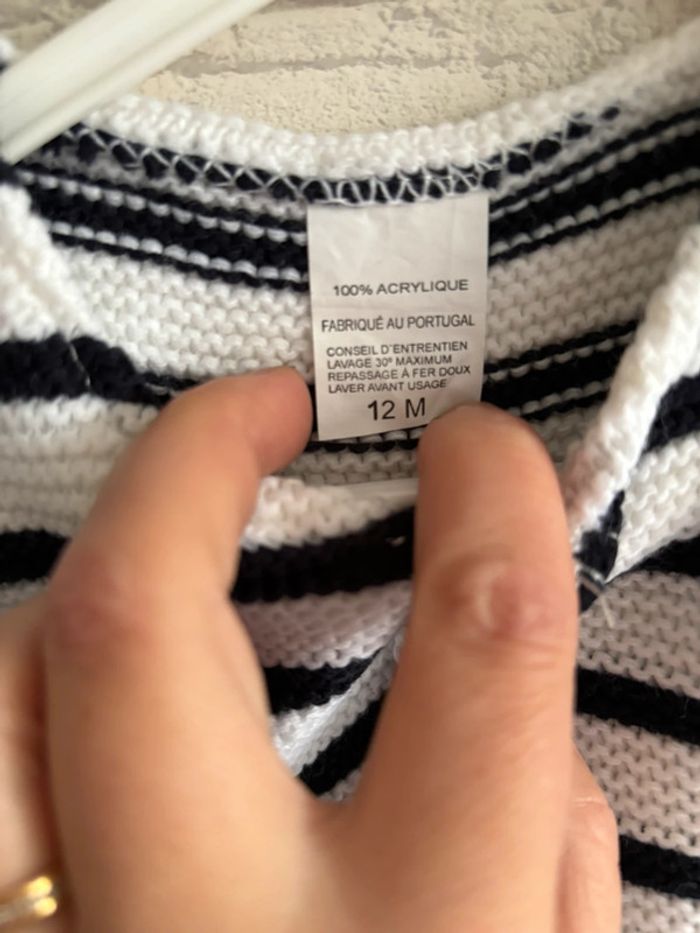 100% ACRYLIQUE
FABRIQUÉ AU PORTUGAL
CONSEIL D'ENTRETIEN
LAVAGE 30° MAXIMUM
REPASSAGE À FER DOUX
LAVER AVANT USAGE
12 M